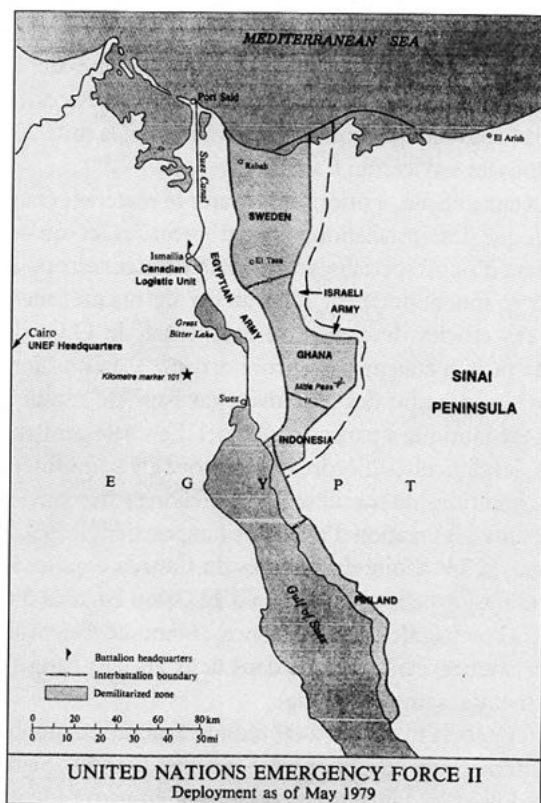 MEDITERRANEAN SEA
Port Said
El Arish
Suez Canal
Rabah
SWEDEN
Ismailia
Canadian
Logistic Unit
El Tasa
EGYPTIAN ARMY
ISRAELI
ARMY
Great
Bitter Lake
Cairo
UNEF Headquarters
GHANA
Kilometre marker 101
Mitla Pass
SINAI
PENINSULA
Suez
INDONESIA
E G Y P T
Gulf of Suez
FINLAND
Battalion headquarters
Interbattalion boundary
Demilitarized zone
0 20 40 60 80 km
0 10 20 30 40 50 mi
UNITED NATIONS EMERGENCY FORCE II
Deployment as of May 1979